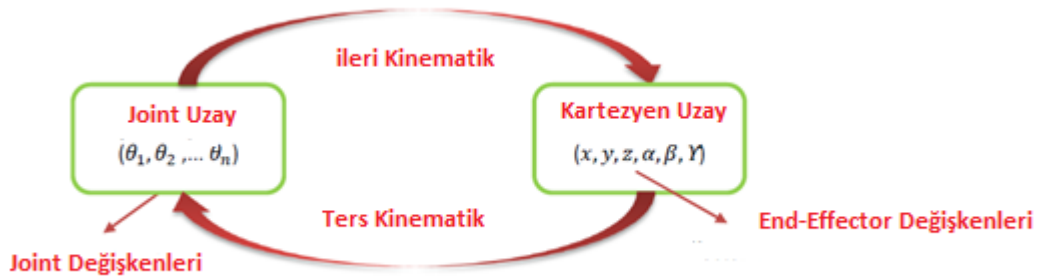 ileri Kinematik
Joint Uzay
(θ₁, θ₂ ,... θₙ)
Kartezyen Uzay
(x, y, z, α, β, ϒ)
Ters Kinematik
End-Effector Değişkenleri
Joint Değişkenleri